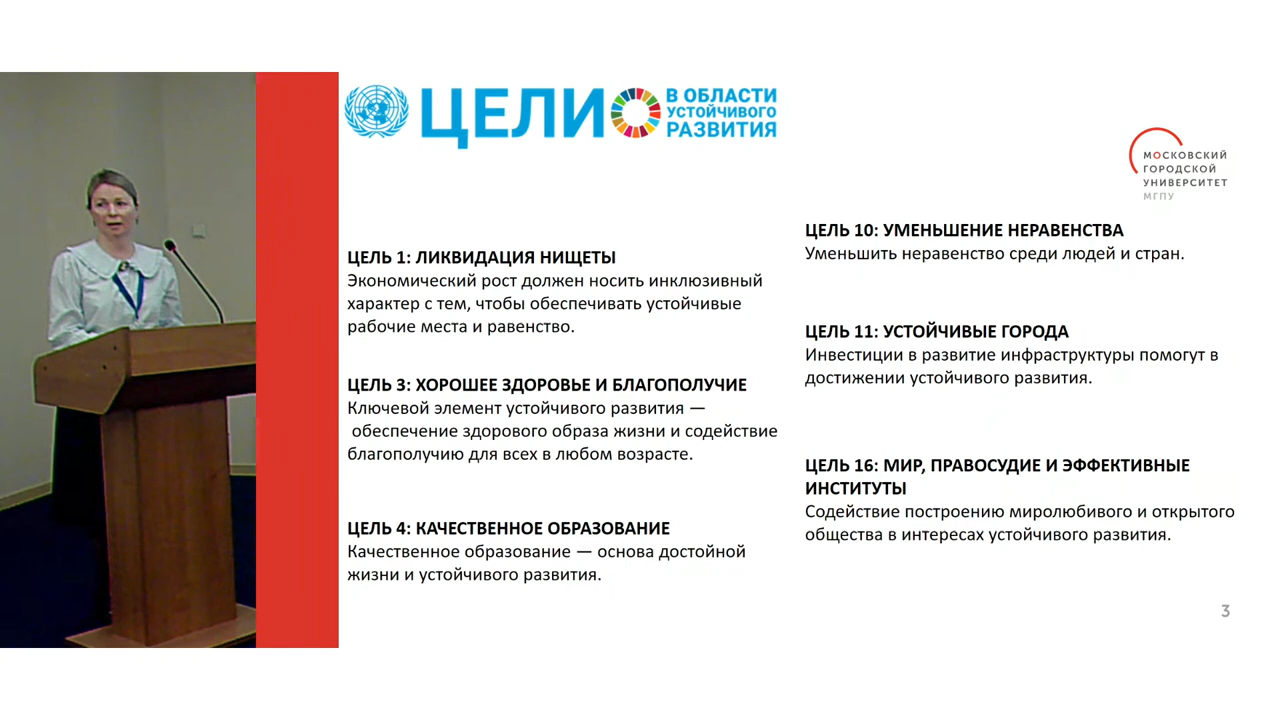 ЦЕЛИ
В ОБЛАСТИ
УСТОЙЧИВОГО
РАЗВИТИЯ
МОСКОВСКИЙ
ГОРОДСКОЙ
УНИВЕРСИТЕТ
МГПУ
ЦЕЛЬ 1: ЛИКВИДАЦИЯ НИЩЕТЫ
Экономический рост должен носить инклюзивный
характер с тем, чтобы обеспечивать устойчивые
рабочие места и равенство.
ЦЕЛЬ 3: ХОРОШЕЕ ЗДОРОВЬЕ И БЛАГОПОЛУЧИЕ
Ключевой элемент устойчивого развития —
обеспечение здорового образа жизни и содействие
благополучию для всех в любом возрасте.
ЦЕЛЬ 4: КАЧЕСТВЕННОЕ ОБРАЗОВАНИЕ
Качественное образование — основа достойной
жизни и устойчивого развития.
ЦЕЛЬ 10: УМЕНЬШЕНИЕ НЕРАВЕНСТВА
Уменьшить неравенство среди людей и стран.
ЦЕЛЬ 11: УСТОЙЧИВЫЕ ГОРОДА
Инвестиции в развитие инфраструктуры помогут в
достижении устойчивого развития.
ЦЕЛЬ 16: МИР, ПРАВОСУДИЕ И ЭФФЕКТИВНЫЕ
ИНСТИТУТЫ
Содействие построению миролюбивого и открытого
общества в интересах устойчивого развития.
3